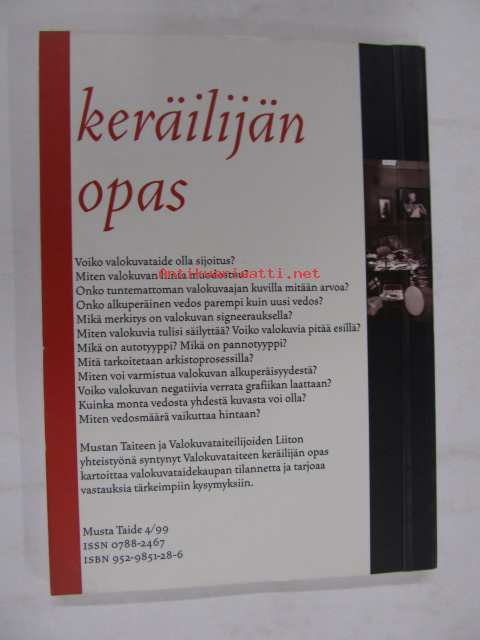 keräilijän
opas
Voiko valokuvataide olla sijoitus?
Miten valokuvan hinta muodostuu?
Antikvariaatti.net
Onko tuntemattoman valokuvaajan kuvilla mitään arvoa?
Onko alkuperäinen vedos parempi kuin uusi vedos?
Mikä merkitys on valokuvan signeerauksella?
Miten valokuvia tulisi säilyttää? Voiko valokuvia pitää esillä?
Mikä on autotyyppi? Mikä on pannotyyppi?
Mitä tarkoitetaan arkistoprosessilla?
Miten voi varmistua valokuvan alkuperäisyydestä?
Voiko valokuvan negatiivia verrata grafiikan laattaan?
Kuinka monta vedosta yhdestä kuvasta voi olla?
Miten vedosmäärä vaikuttaa hintaan?
Mustan Taiteen ja Valokuvataiteilijoiden Liiton
yhteistyönä syntynyt Valokuvataiteen keräilijän opas
kartoittaa valokuvataidekaupan tilannetta ja tarjoaa
vastauksia tärkeimpiin kysymyksiin.
Musta Taide 4/99
ISSN 0788-2467
ISBN 952-9851-28-6